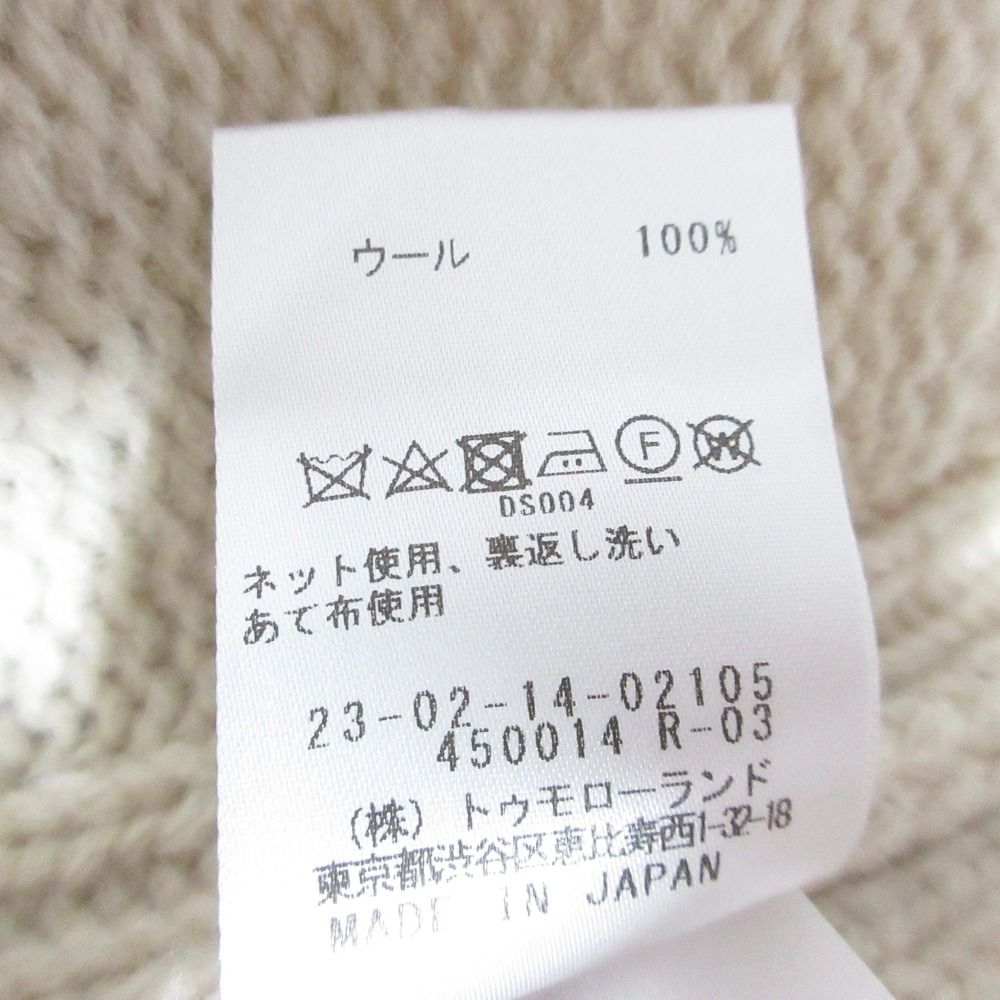 ウール 100%
F W
DS004
ネット使用、裏返し洗い
あて布使用
23-02-14-02105
450014 R-03
(株) トゥモローランド
東京都渋谷区恵比寿西1-32-18
MADE IN JAPAN